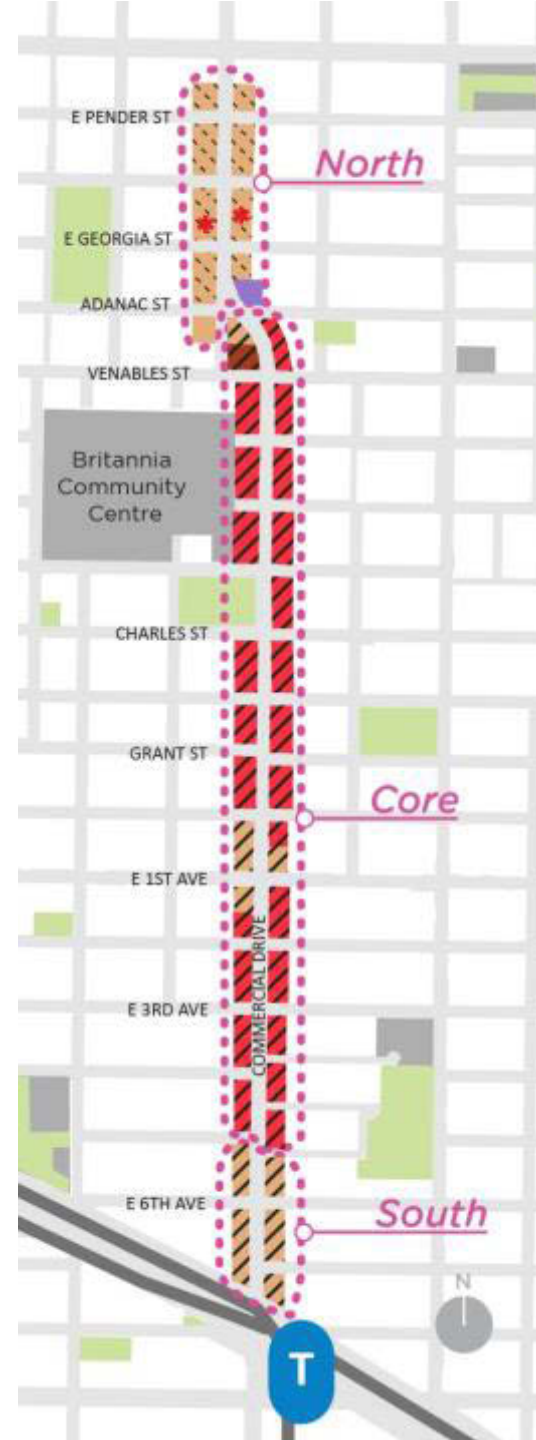 E PENDER ST
North
E GEORGIA ST
ADANAC ST
VENABLES ST
Britannia
Community
Centre
CHARLES ST
GRANT ST
Core
E 1ST AVE
COMMERCIAL DRIVE
E 3RD AVE
E 6TH AVE
South
N
T